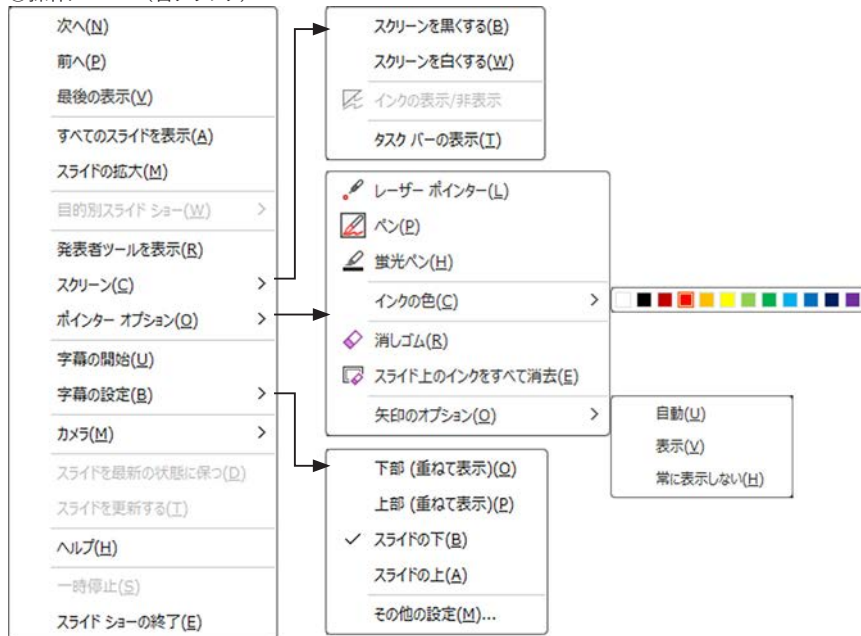 次へ(N)
前へ(P)
最後の表示(V)
すべてのスライドを表示(A)
スライドの拡大(M)
目的別スライド ショー(W)
発表者ツールを表示(R)
スクリーン(C)
ポインター オプション(O)
字幕の開始(U)
字幕の設定(B)
カメラ(M)
スライドを最新の状態に保つ(D)
スライドを更新する(T)
ヘルプ(H)
一時停止(S)
スライド ショーの終了(E)
スクリーンを黒くする(B)
スクリーンを白くする(W)
インクの表示/非表示
タスク バーの表示(T)
レーザー ポインター(L)
ペン(P)
蛍光ペン(H)
インクの色(C)
消しゴム(R)
スライド上のインクをすべて消去(E)
矢印のオプション(O)
自動(U)
表示(V)
常に表示しない(H)
下部 (重ねて表示)(O)
上部 (重ねて表示)(P)
スライドの下(B)
スライドの上(A)
その他の設定(M)...